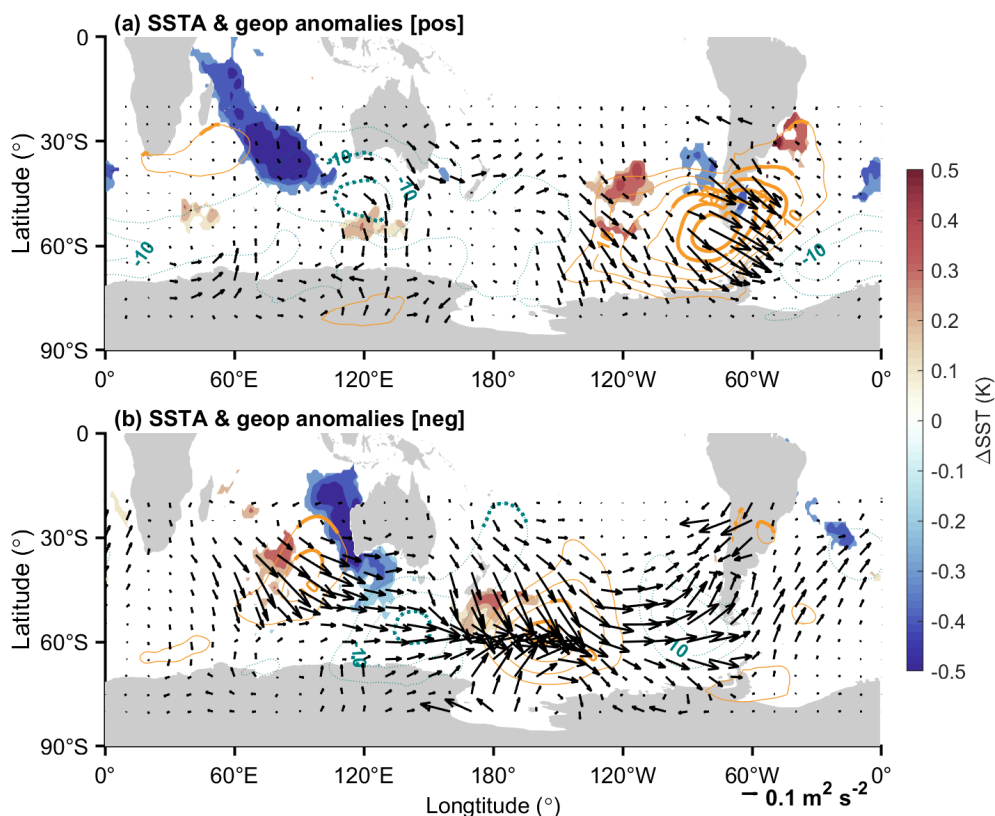 (a) SSTA & geop anomalies [pos]
0
30°S
60°S
90°S
Latitude (°)
-10
-10
-10
10
-10
0° 60°E 120°E 180° 120°W 60°W 0°
(b) SSTA & geop anomalies [neg]
0
30°S
60°S
90°S
Latitude (°)
10
0° 60°E 120°E 180° 120°W 60°W 0°
Longtitude (°)
0.1 m² s⁻²
0.5
0.4
0.3
0.2
0.1
0
-0.1
-0.2
-0.3
-0.4
-0.5
ΔSST (K)